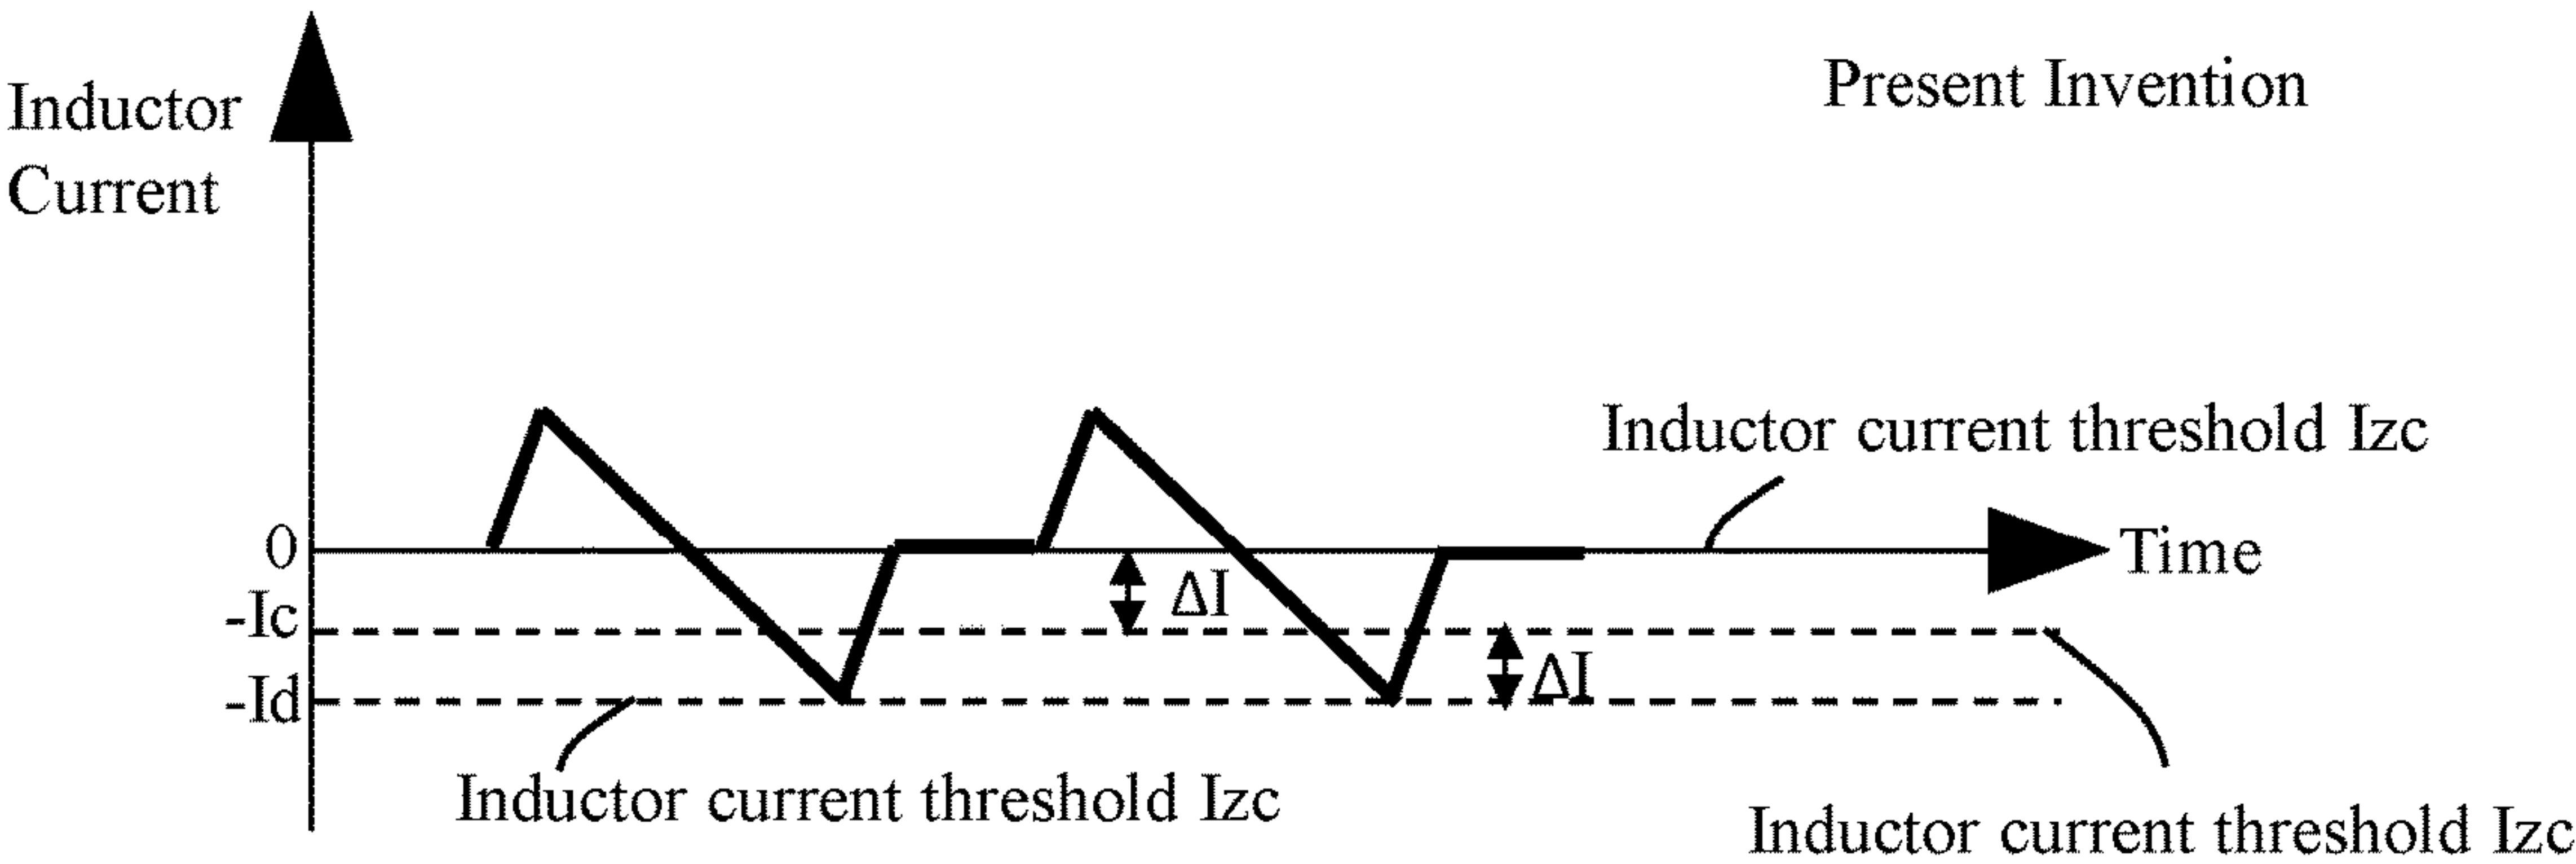 Inductor
Current
Present Invention
Inductor current threshold Izc
0
Time
-Ic
ΔI
-Id
ΔI
Inductor current threshold Izc
Inductor current threshold Izc